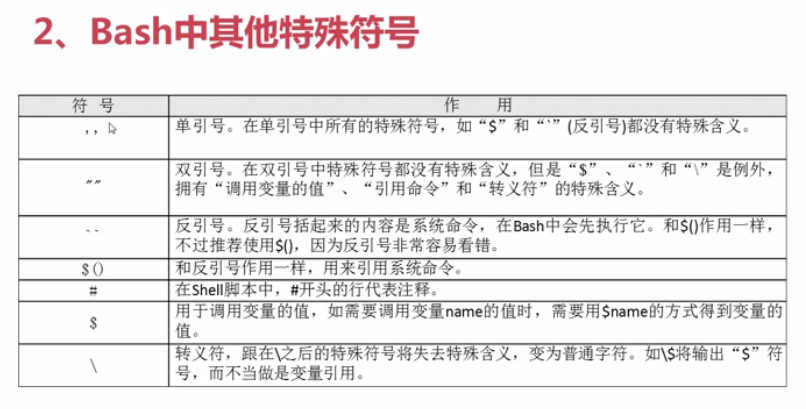 2、Bash中其他特殊符号
符 号
作 用
, ,
单引号。在单引号中所有的特殊符号，如“$”和“`”(反引号)都没有特殊含义。
""
双引号。在双引号中特殊符号都没有特殊含义，但是“$”、“`”和“\”是例外，
拥有“调用变量的值”、“引用命令”和“转义符”的特殊含义。
``
反引号。反引号括起来的内容是系统命令，在Bash中会先执行它。和$()作用一样，
不过推荐使用$()，因为反引号非常容易看错。
$()
和反引号作用一样，用来引用系统命令。
#
在Shell脚本中，#开头的行代表注释。
$
用于调用变量的值，如需要调用变量name的值时，需要用$name的方式得到变量的
值。
\
转义符，跟在\之后的特殊符号将失去特殊含义，变为普通字符。如\$将输出“$”符
号，而不当做是变量引用。